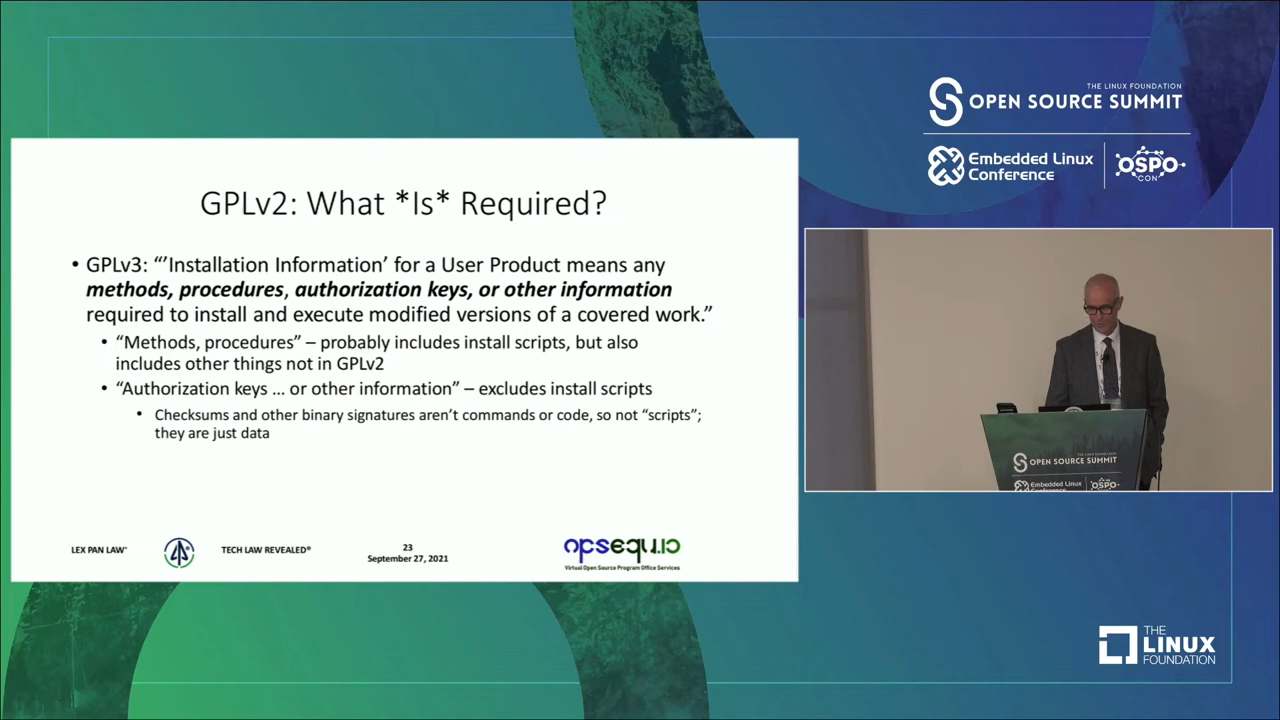 THE LINUX FOUNDATION
OPEN SOURCE SUMMIT
Embedded Linux
Conference
OSPO
CON
GPLv2: What *Is* Required?
• GPLv3: “’Installation Information’ for a User Product means any
methods, procedures, authorization keys, or other information
required to install and execute modified versions of a covered work.”
• “Methods, procedures” – probably includes install scripts, but also
includes other things not in GPLv2
• “Authorization keys … or other information” – excludes install scripts
• Checksums and other binary signatures aren’t commands or code, so not “scripts”;
they are just data
LEX PAN LAW
TECH LAW REVEALED®
23
September 27, 2021
opsequ.io
Virtual Open Source Program Office Services
OPEN SOURCE SUMMIT
Embedded Linux
Conference
OSPO
THE
LINUX
FOUNDATION